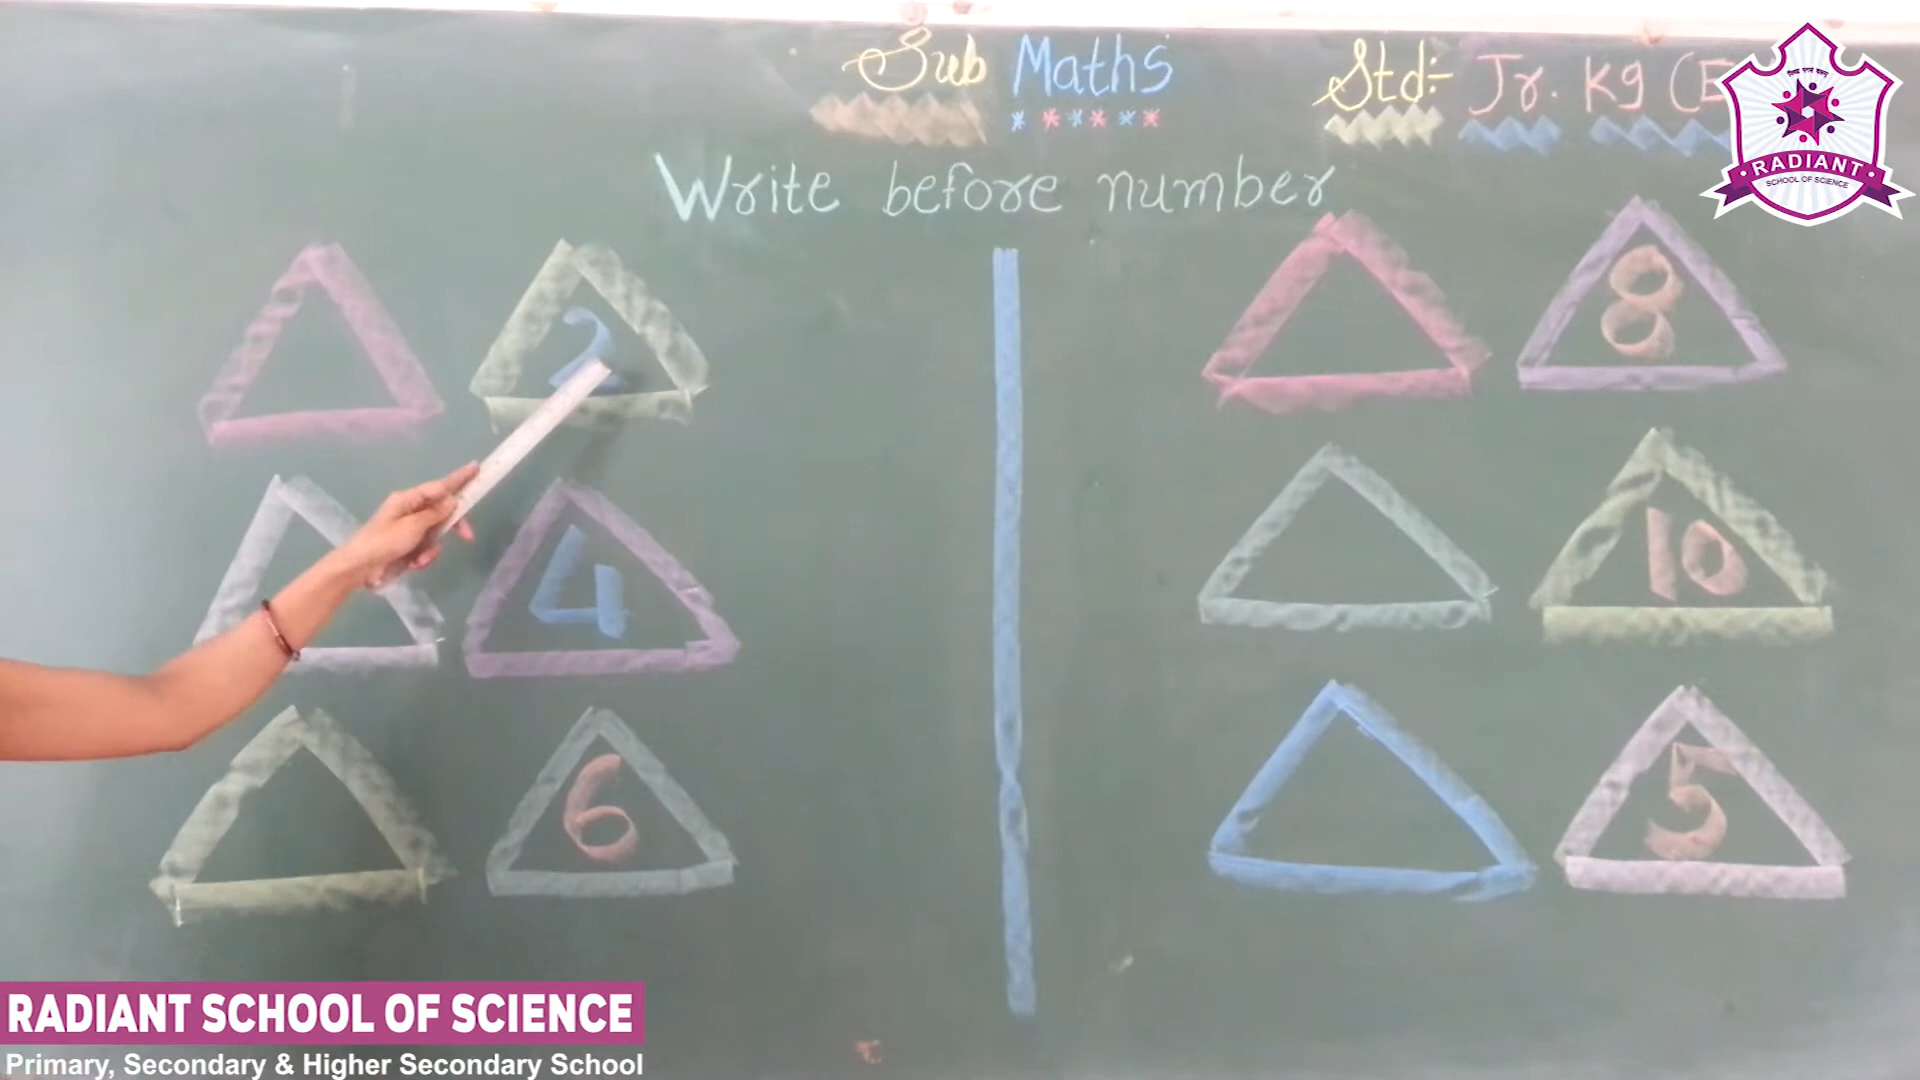 Sub Maths Std:- Jr. Kg (E
RADIANT
SCHOOL OF SCIENCE
Write before number
2
8
4
10
6
5
RADIANT SCHOOL OF SCIENCE
Primary, Secondary & Higher Secondary School